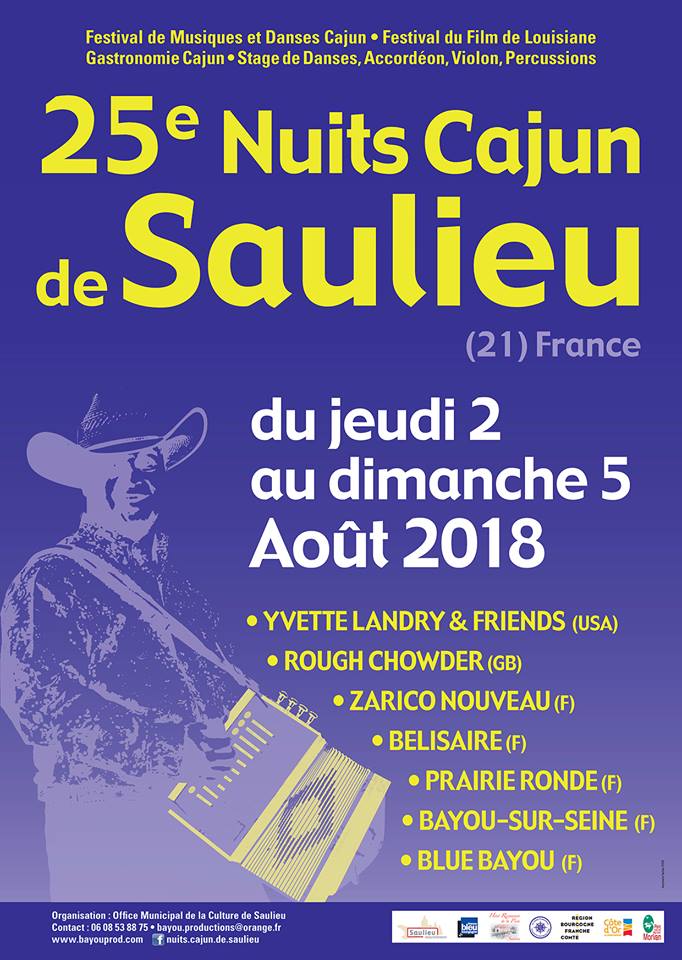 Festival de Musiques et Danses Cajun • Festival du Film de Louisiane
Gastronomie Cajun • Stage de Danses, Accordéon, Violon, Percussions
25e Nuits Cajun
de Saulieu
(21) France
du jeudi 2
au dimanche 5
Août 2018
• YVETTE LANDRY & FRIENDS (USA)
• ROUGH CHOWDER (GB)
• ZARICO NOUVEAU (F)
• BELISAIRE (F)
• PRAIRIE RONDE (F)
• BAYOU-SUR-SEINE (F)
• BLUE BAYOU (F)
Organisation : Office Municipal de la Culture de Saulieu
Contact : 06 08 53 88 75 • bayou.productions@orange.fr
www.bayouprod.com f nuits.cajun.de.saulieu
Saulieu
bleu
RÉGION
BOURGOGNE
FRANCHE
COMTE
Côte
d'Or
Morvan